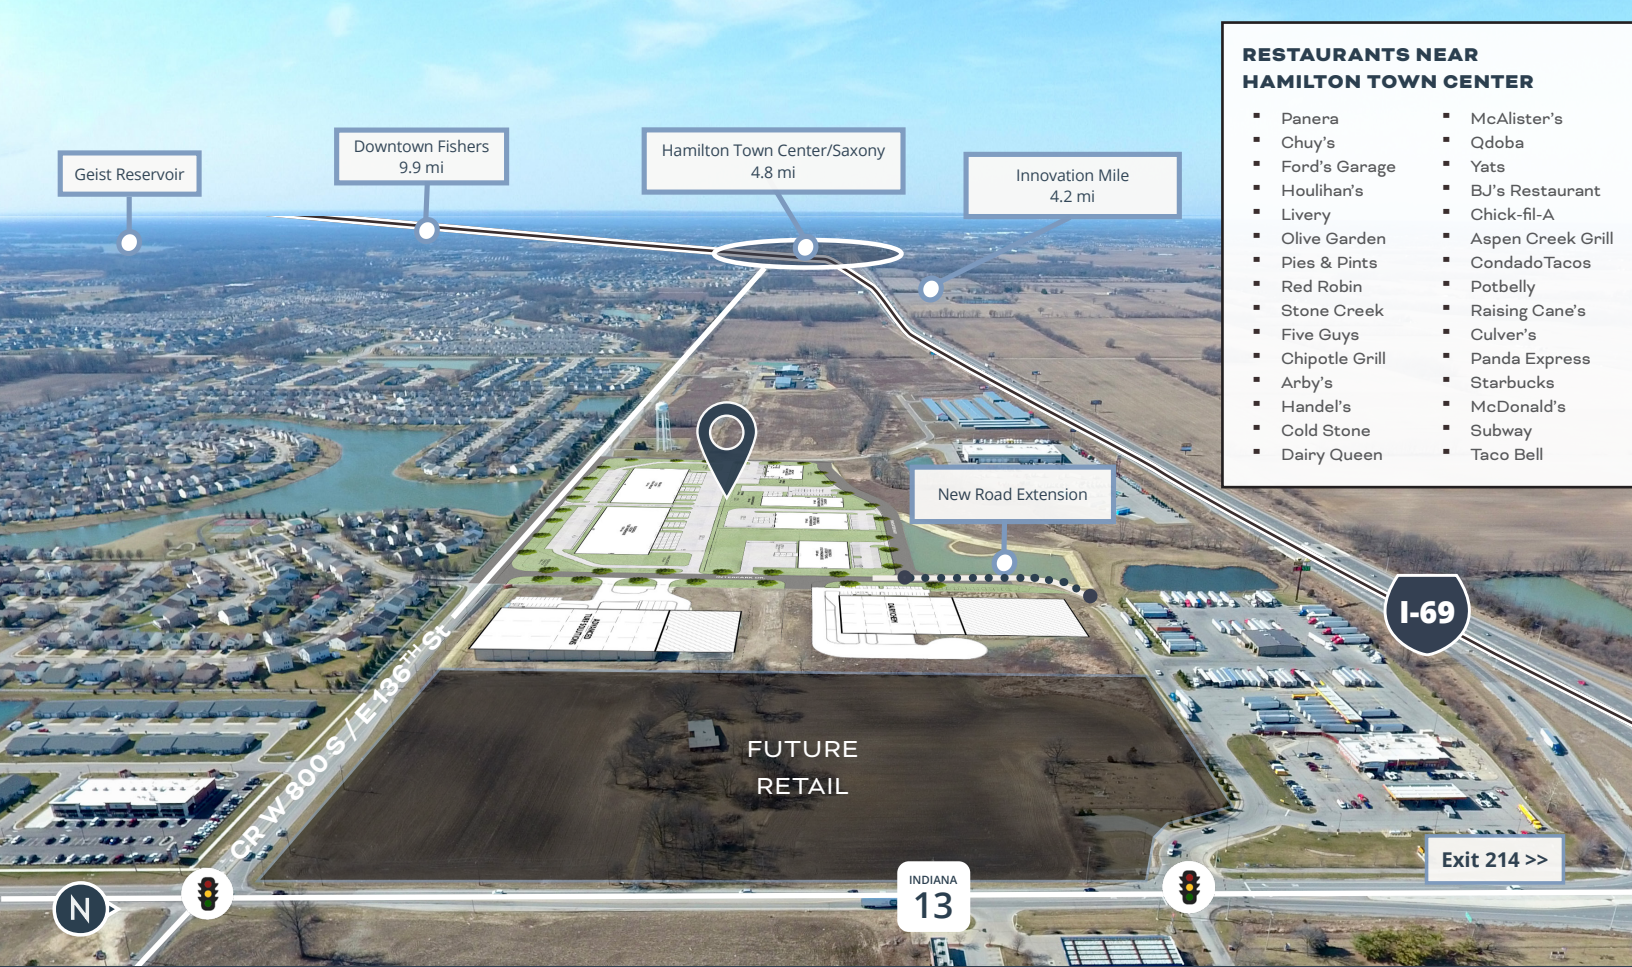 RESTAURANTS NEAR
HAMILTON TOWN CENTER
Panera
Chuy's
Ford's Garage
Houlihan's
Livery
Olive Garden
Pies & Pints
Red Robin
Stone Creek
Five Guys
Chipotle Grill
Arby's
Handel's
Cold Stone
Dairy Queen
McAlister's
Qdoba
Yats
BJ's Restaurant
Chick-fil-A
Aspen Creek Grill
CondadoTacos
Potbelly
Raising Cane's
Culver's
Panda Express
Starbucks
McDonald's
Subway
Taco Bell
Geist Reservoir
Downtown Fishers
9.9 mi
Hamilton Town Center/Saxony
4.8 mi
Innovation Mile
4.2 mi
New Road Extension
I-69
CR W 800 S / E 136TH St
FUTURE
RETAIL
Exit 214 >>
INDIANA
13
N